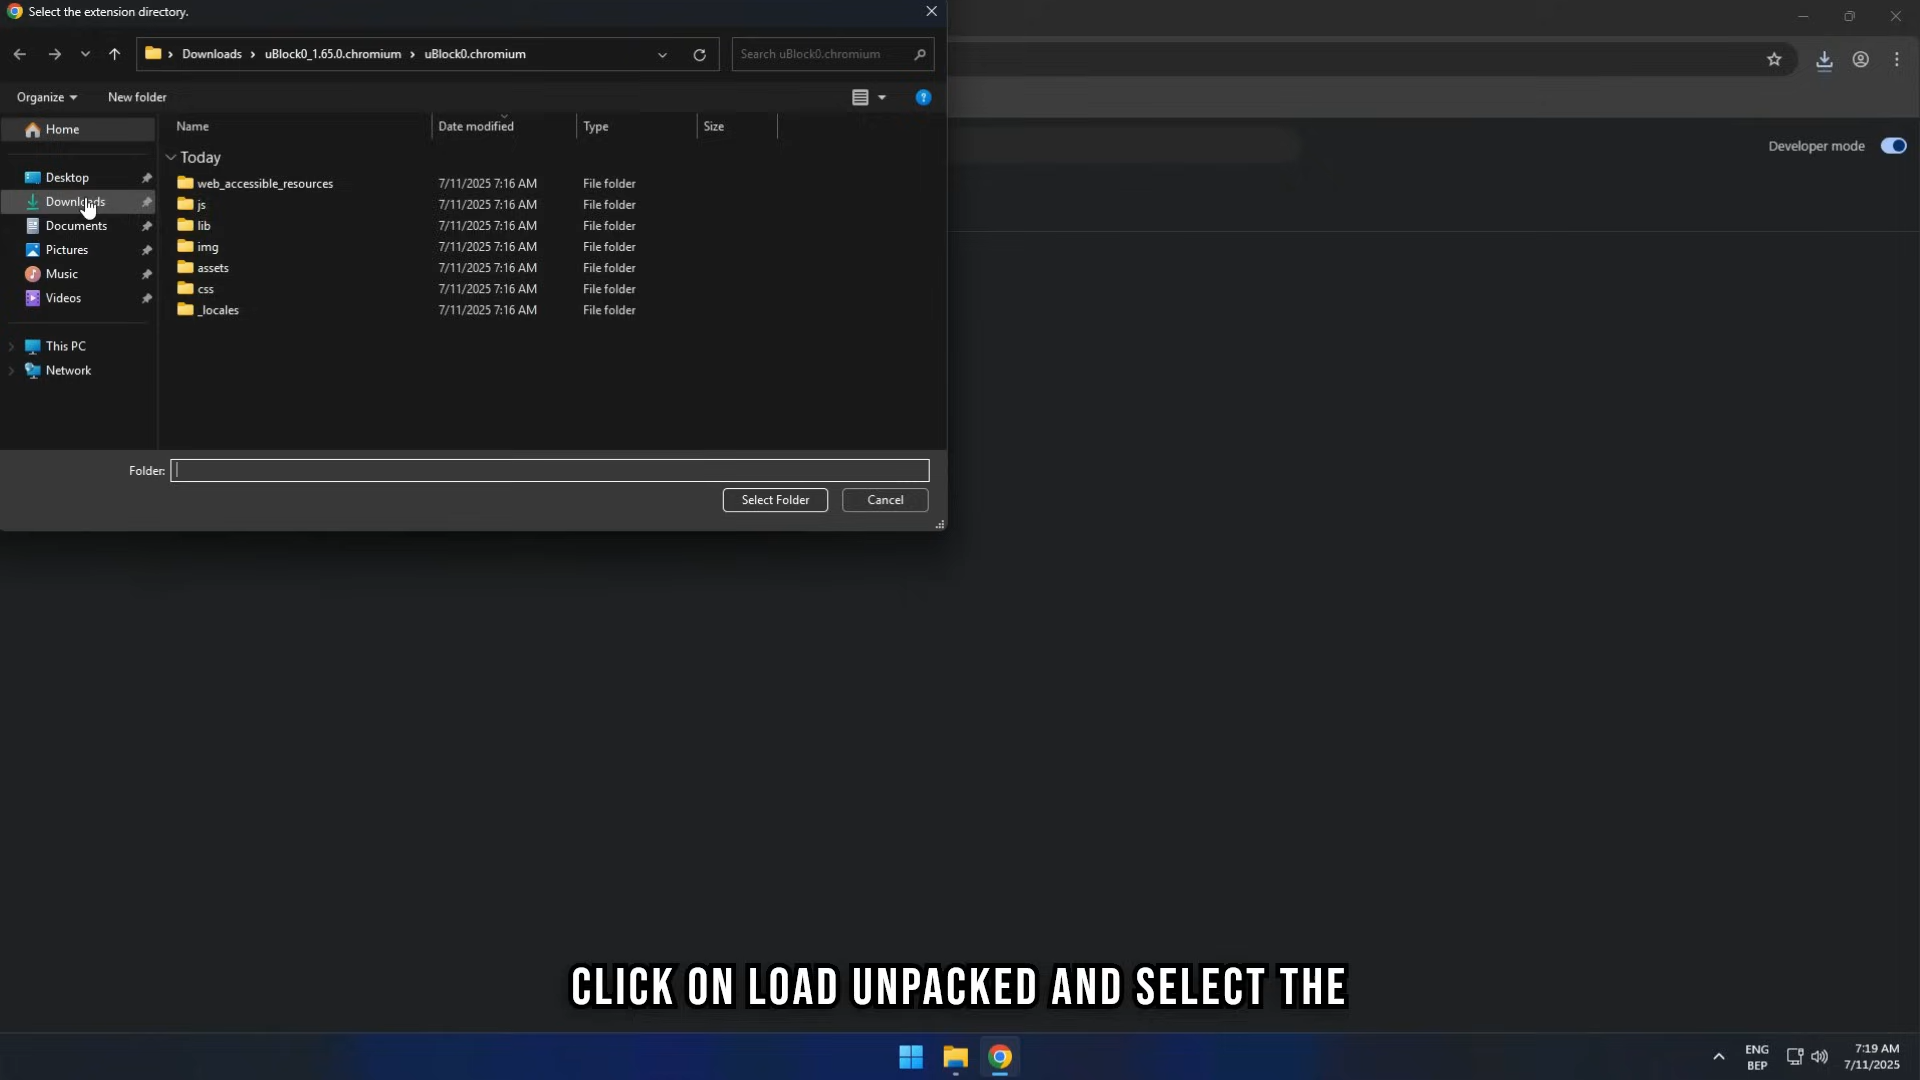 Select the extension directory.
Downloads > uBlock0_1.65.0.chromium > uBlock0.chromium
Search uBlock0.chromium
Organize
New folder
Home
Desktop
Downloads
Documents
Pictures
Music
Videos
This PC
Network
Name Date modified Type Size
Today
web_accessible_resources 7/11/2025 7:16 AM File folder
js 7/11/2025 7:16 AM File folder
lib 7/11/2025 7:16 AM File folder
img 7/11/2025 7:16 AM File folder
assets 7/11/2025 7:16 AM File folder
css 7/11/2025 7:16 AM File folder
_locales 7/11/2025 7:16 AM File folder
Folder:
Select Folder Cancel
Developer mode
CLICK ON LOAD UNPACKED AND SELECT THE
ENG
BEP
7:19 AM
7/11/2025